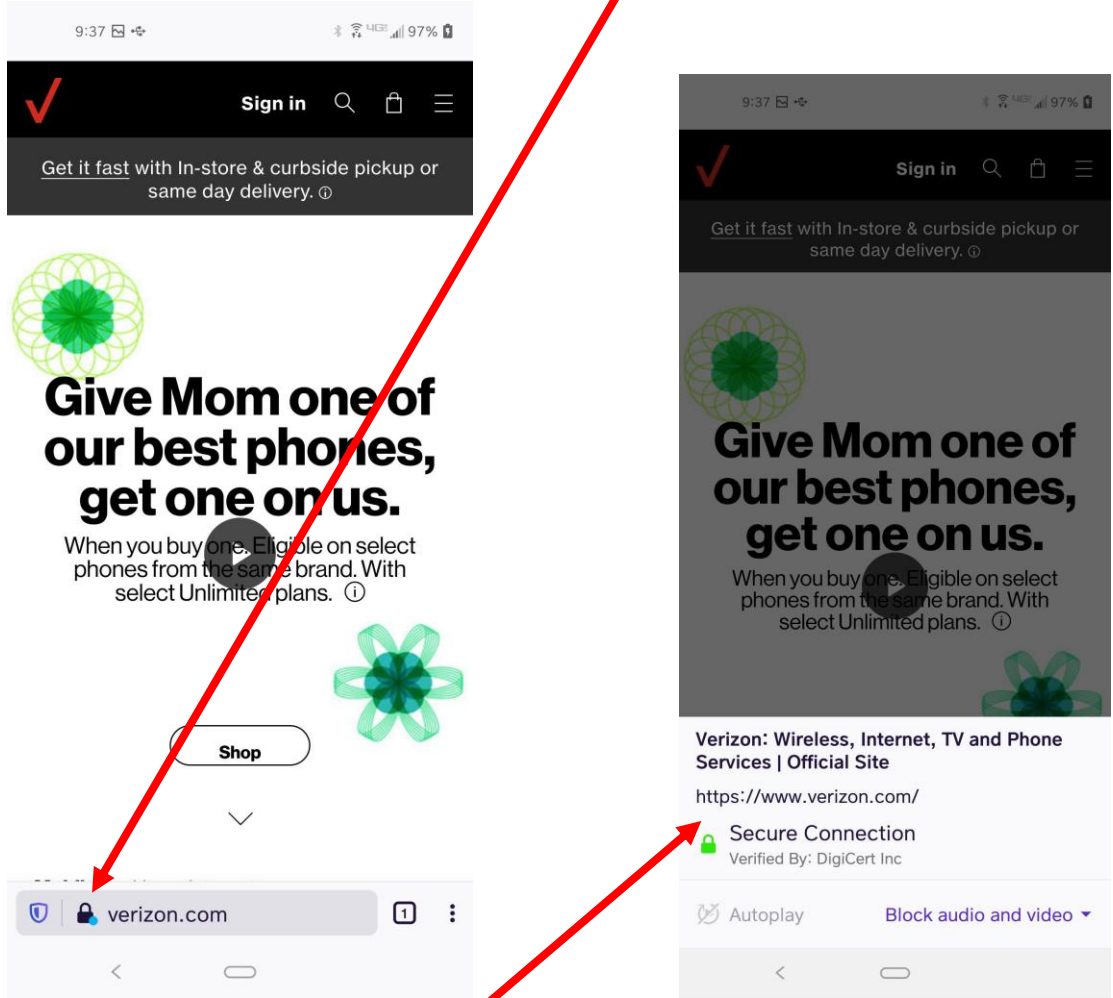 9:37
4GE
97%
Sign in
Get it fast with In-store & curbside pickup or
same day delivery.
Give Mom one of
our best phones,
get one on us.
When you buy one. Eligible on select
phones from the same brand. With
select Unlimited plans.
Shop
verizon.com
1
9:37
4GE
97%
Sign in
Get it fast with In-store & curbside pickup or
same day delivery.
Give Mom one of
our best phones,
get one on us.
When you buy one. Eligible on select
phones from the same brand. With
select Unlimited plans.
Verizon: Wireless, Internet, TV and Phone
Services | Official Site
https://www.verizon.com/
Secure Connection
Verified By: DigiCert Inc
Autoplay
Block audio and video